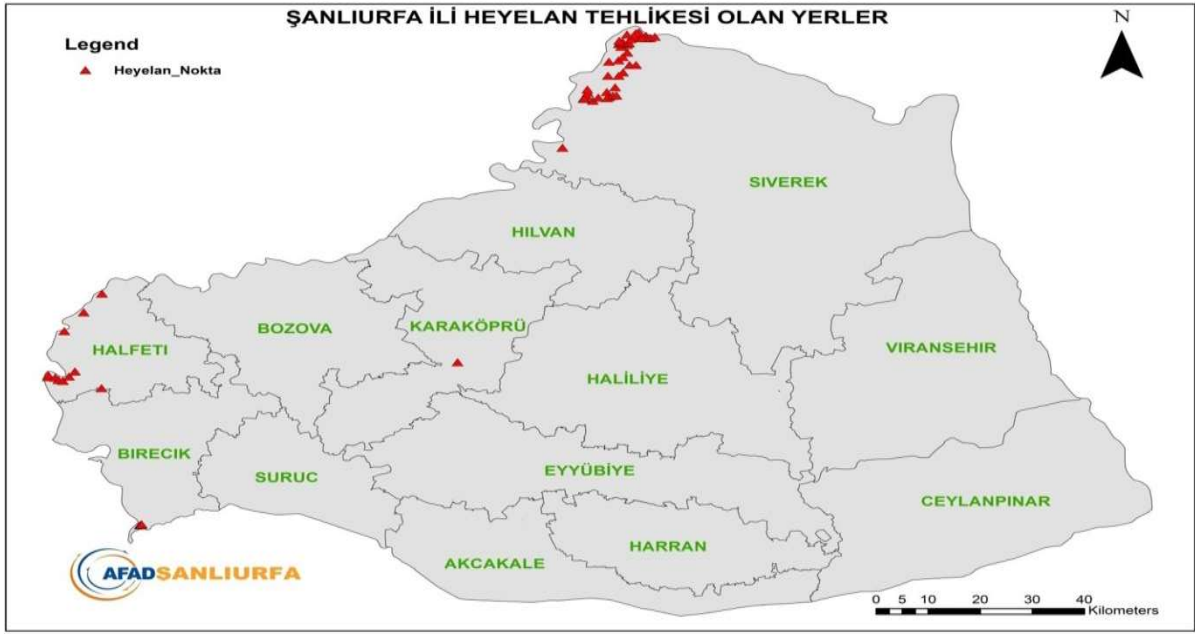 ŞANLIURFA İLİ HEYELAN TEHLİKESİ OLAN YERLER
N
Legend
Heyelan_Nokta
SIVEREK
HILVAN
BOZOVA
KARAKÖPRÜ
HALFETI
VIRANSEHIR
HALİLİYE
BIRECIK
SURUC
EYYÜBİYE
CEYLANPINAR
HARRAN
AKCAKALE
AFADSANLIURFA
0 5 10 20 30 40
Kilometers